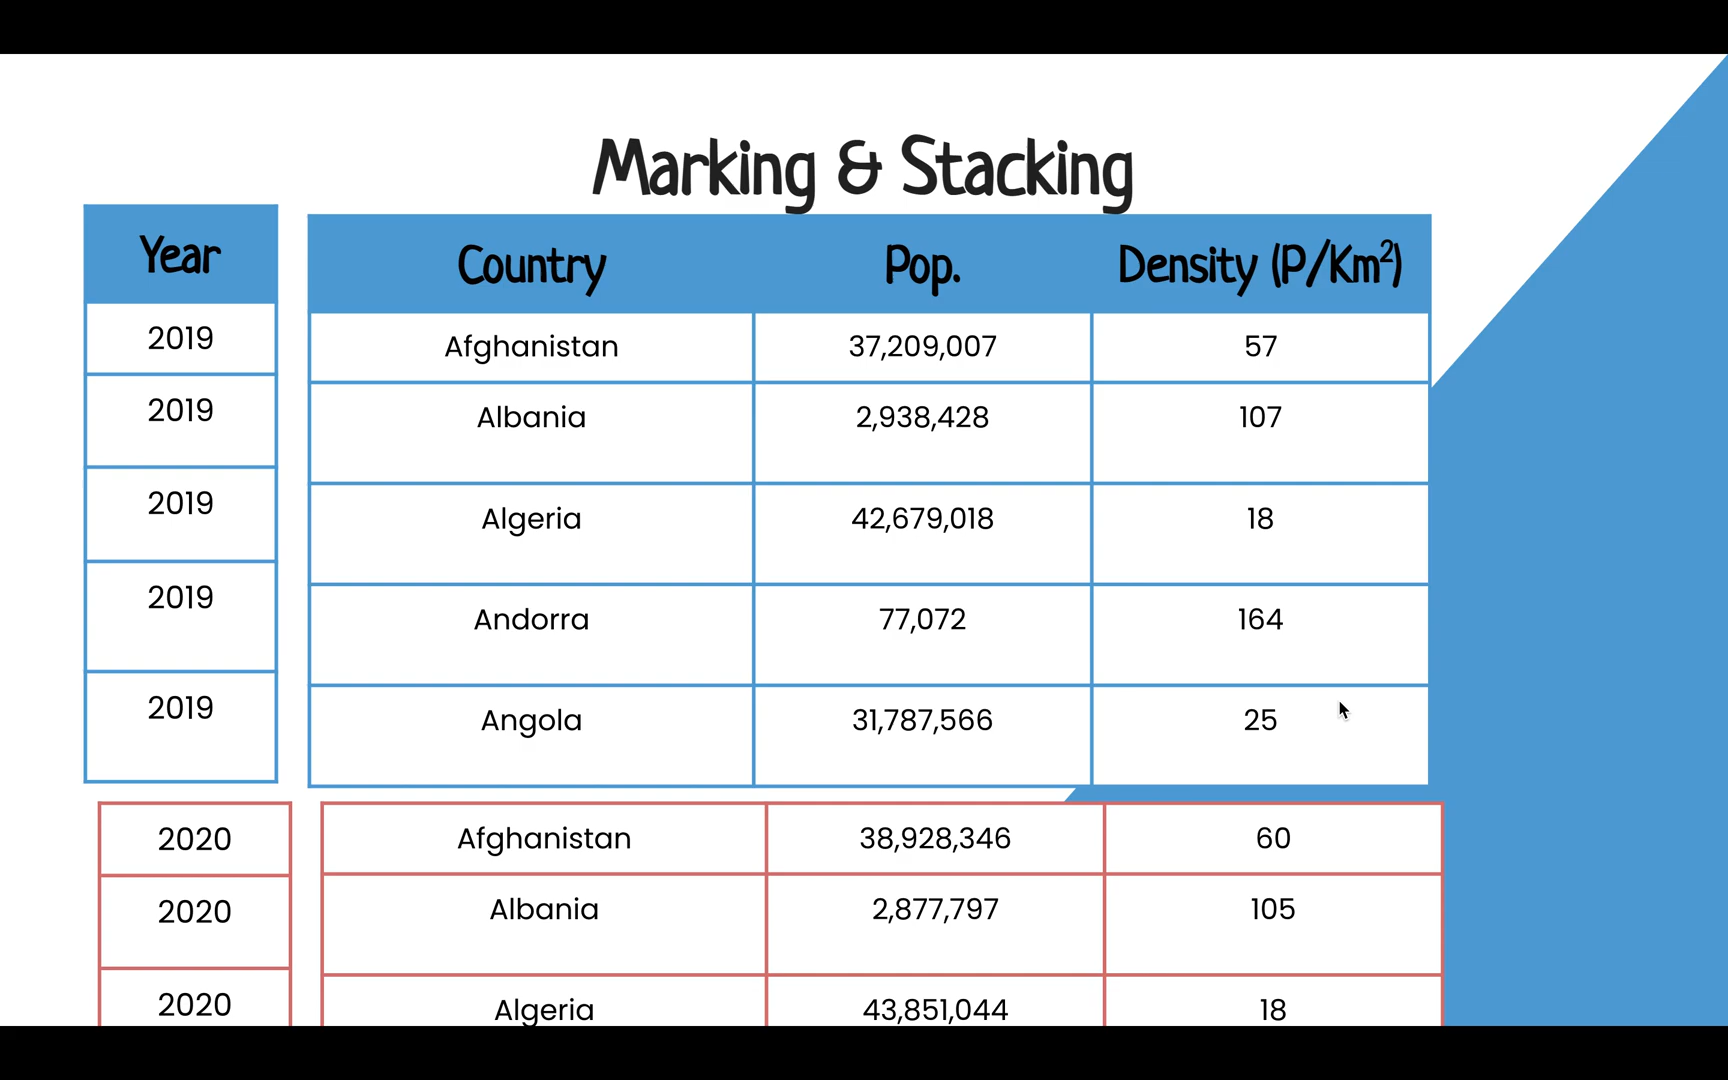 Marking & Stacking
Year Country Pop. Density (P/Km²)
2019 Afghanistan 37,209,007 57
2019 Albania 2,938,428 107
2019 Algeria 42,679,018 18
2019 Andorra 77,072 164
2019 Angola 31,787,566 25
2020 Afghanistan 38,928,346 60
2020 Albania 2,877,797 105
2020 Algeria 43,851,044 18